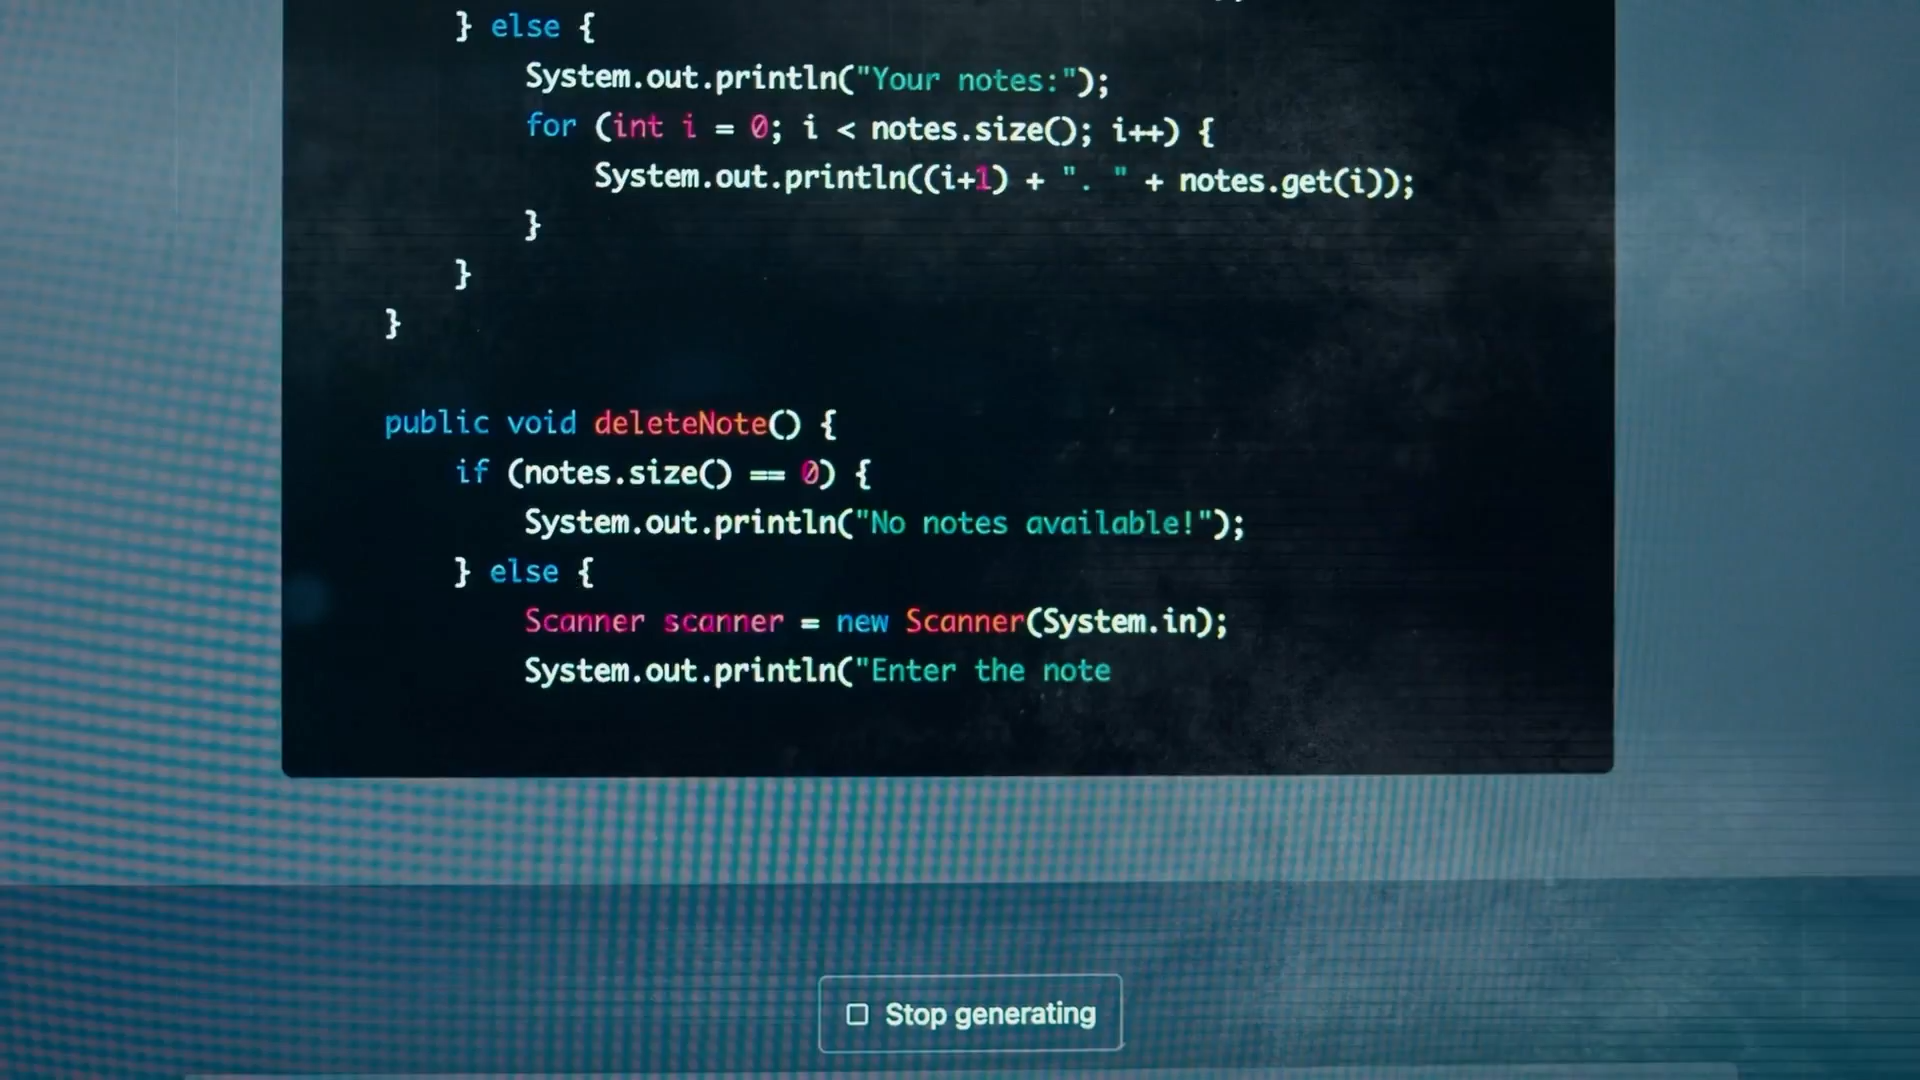 } else {
System.out.println("Your notes:");
for (int i = 0; i < notes.size(); i++) {
System.out.println((i+1) + ". " + notes.get(i));
}
}
}
public void deleteNote() {
if (notes.size() == 0) {
System.out.println("No notes available!");
} else {
Scanner scanner = new Scanner(System.in);
System.out.println("Enter the note
Stop generating